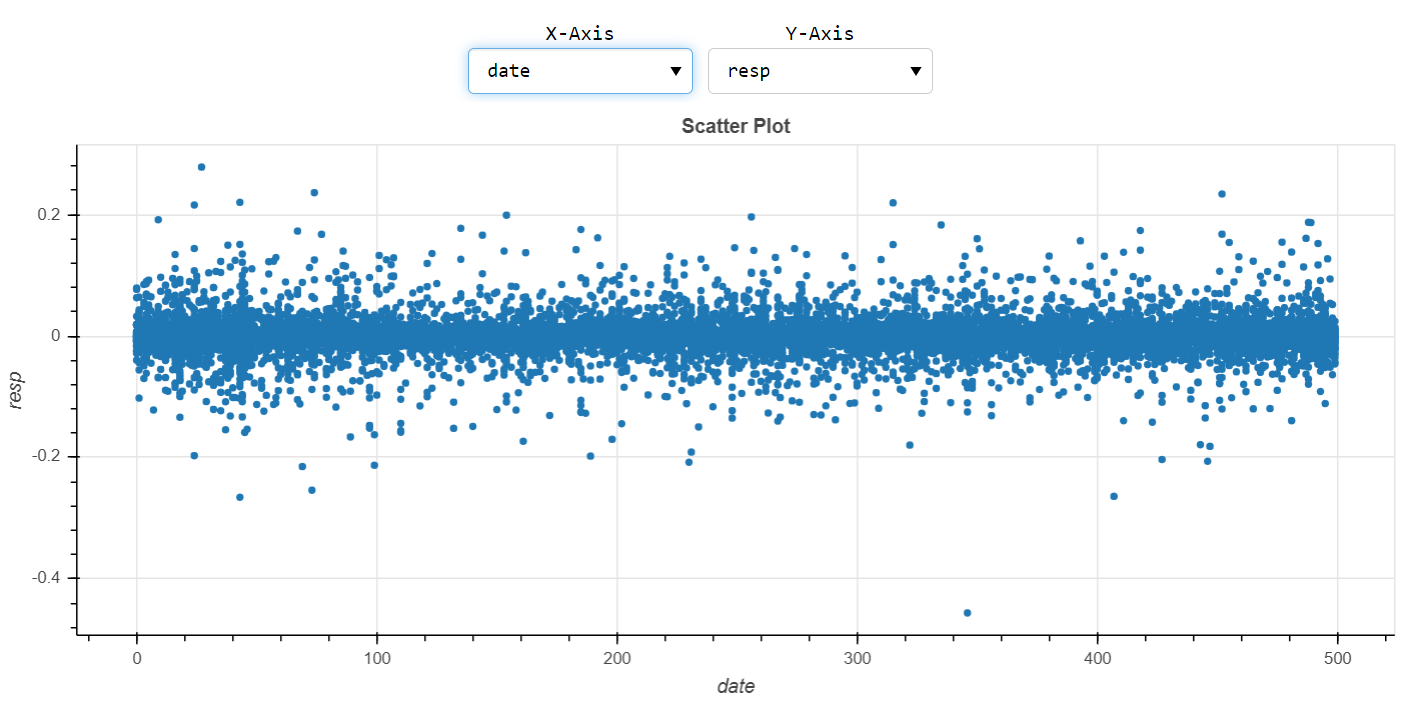 X-Axis Y-Axis
date resp
Scatter Plot
0.2
0
-0.2
-0.4
resp
0 100 200 300 400 500
date